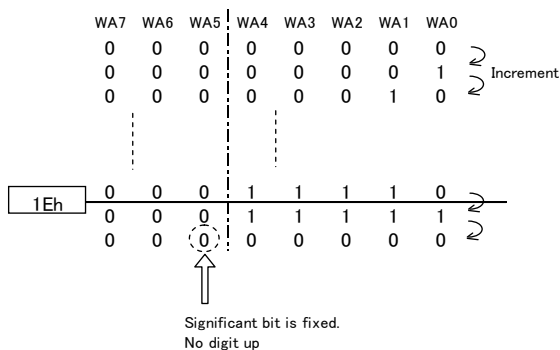 WA7 WA6 WA5 WA4 WA3 WA2 WA1 WA0
0 0 0 0 0 0 0 0
0 0 0 0 0 0 0 1
Increment
0 0 0 0 0 0 1 0
0 0 0 1 1 1 1 0
1Eh
0 0 0 1 1 1 1 1
0 0 0 0 0 0 0 0
Significant bit is fixed.
No digit up